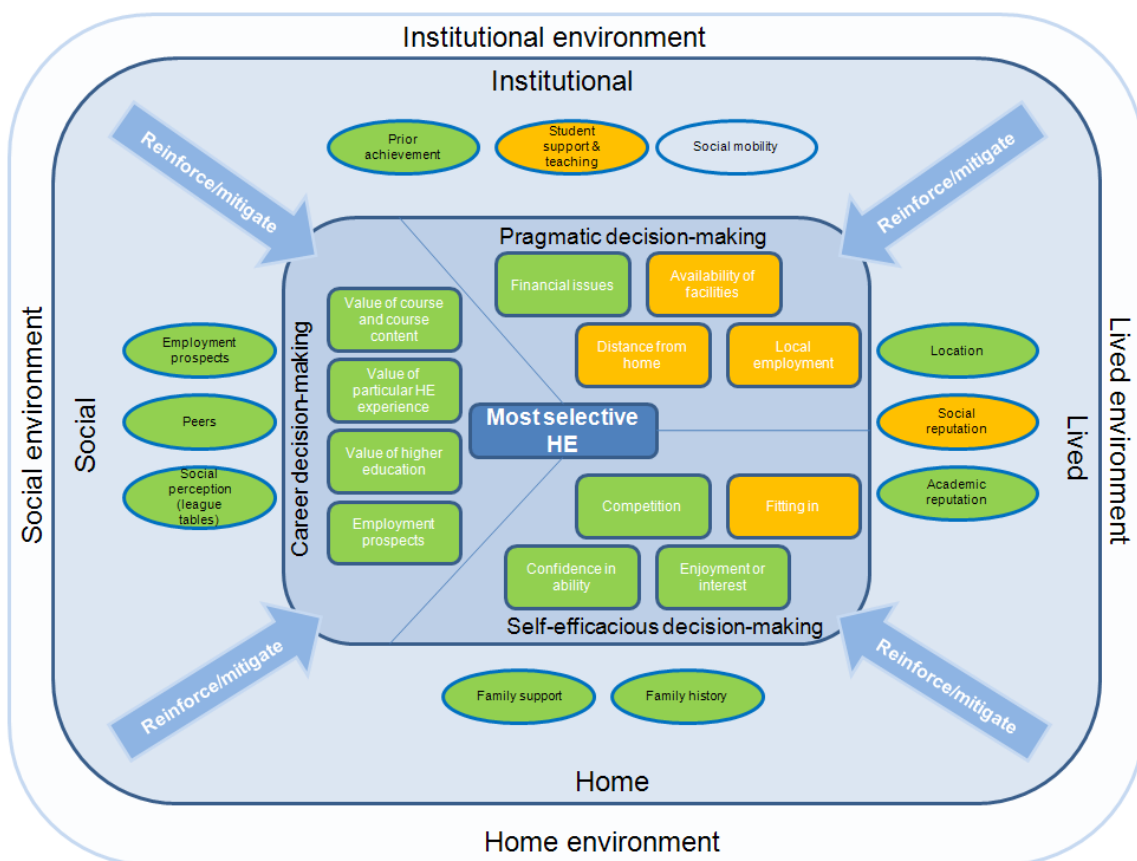 Institutional environment
Institutional
Prior
achievement
Student
support &
teaching
Social mobility
Reinforce/mitigate
Reinforce/mitigate
Pragmatic decision-making
Financial issues
Availability of
facilities
Distance from
home
Local
employment
Career decision-making
Value of course
and course
content
Value of
particular HE
experience
Value of higher
education
Employment
prospects
Most selective
HE
Competition
Fitting in
Confidence in
ability
Enjoyment or
interest
Self-efficacious decision-making
Social environment
Social
Employment
prospects
Peers
Social
perception
(league
tables)
Location
Social
reputation
Academic
reputation
Lived
Lived environment
Reinforce/mitigate
Reinforce/mitigate
Family support
Family history
Home
Home environment